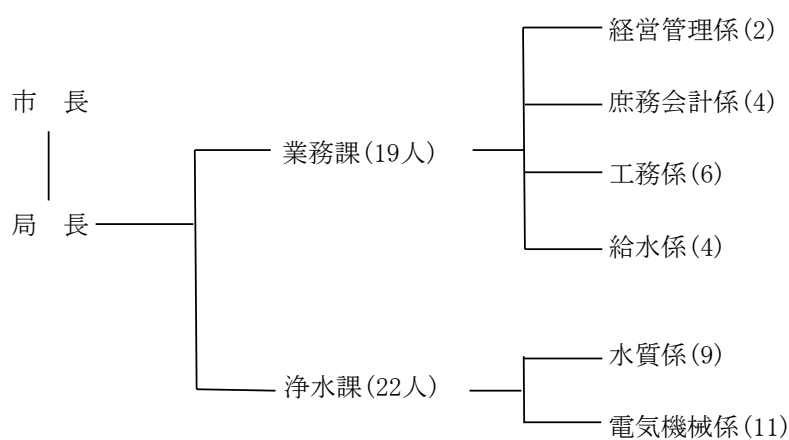 市　長
局　長
業務課(19人)
経営管理係(2)
庶務会計係(4)
工務係(6)
給水係(4)
浄水課(22人)
水質係(9)
電気機械係(11)